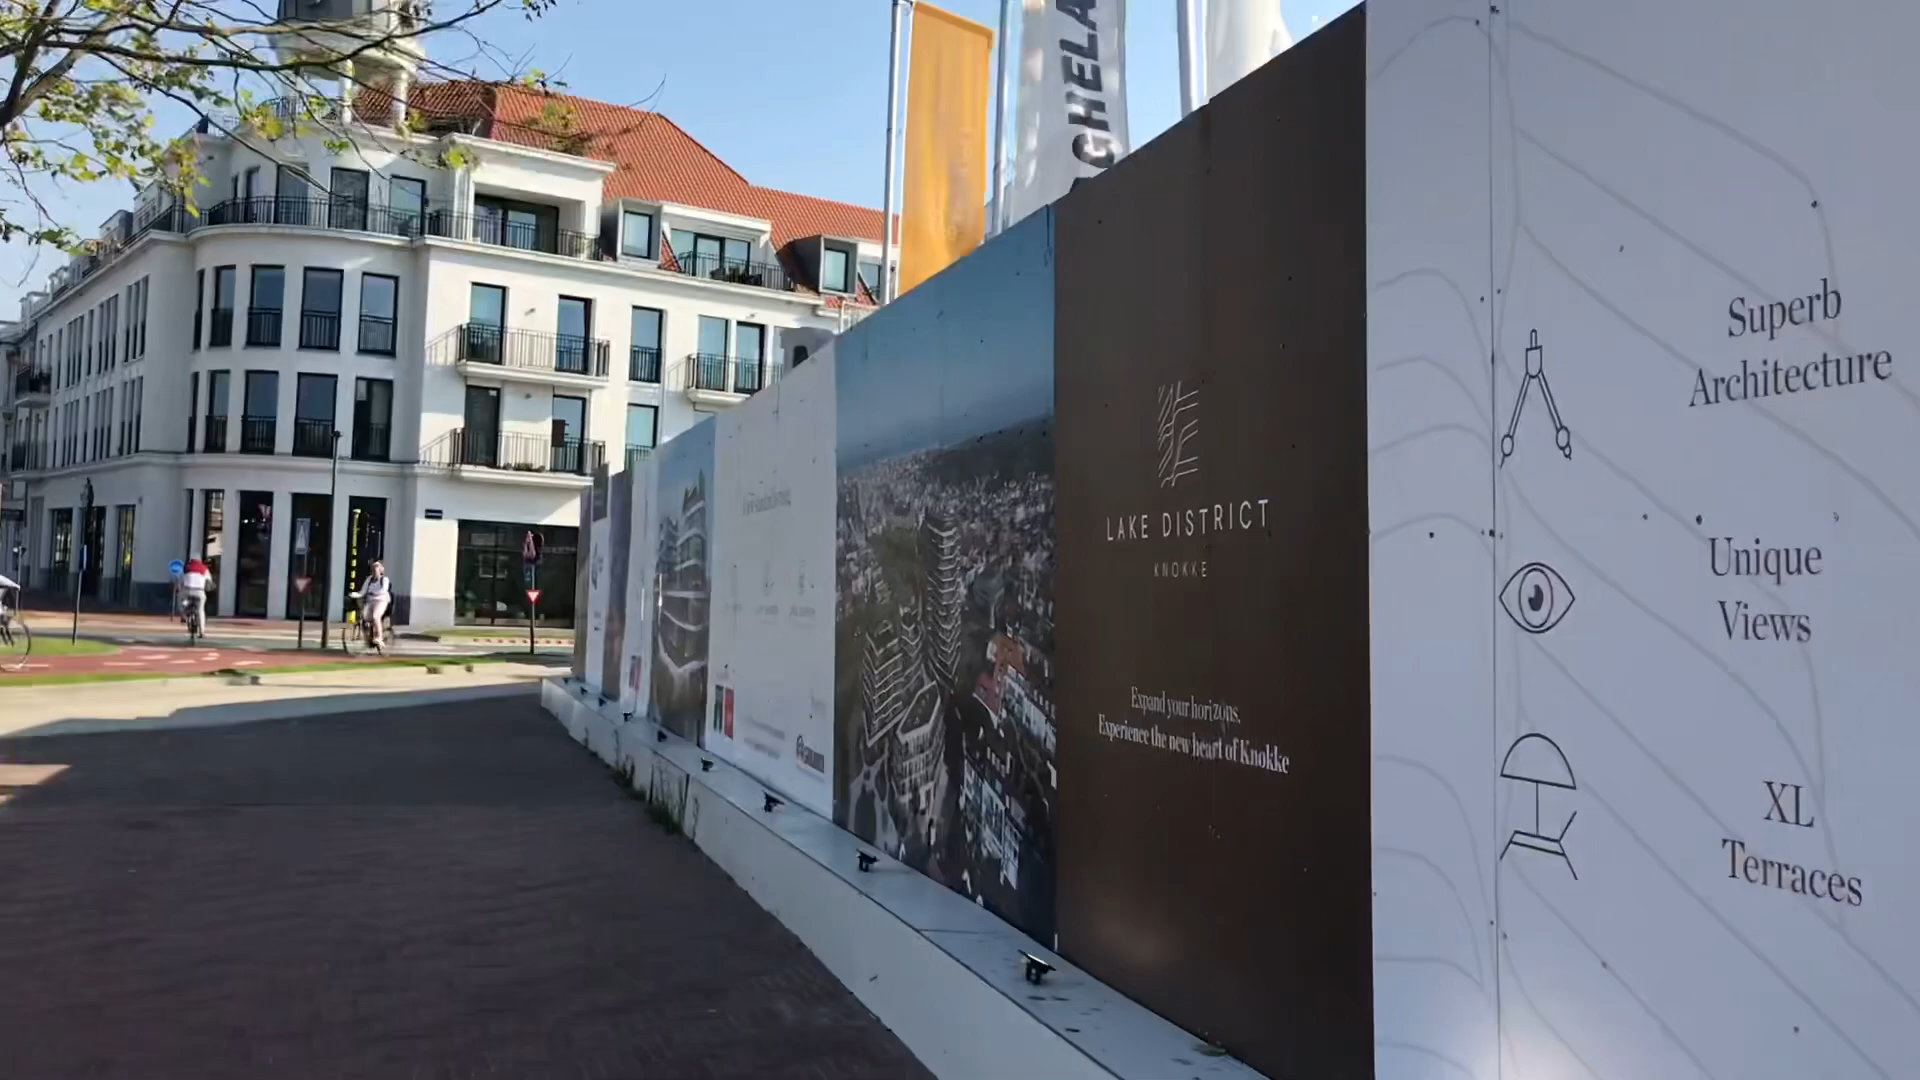 GHELA
LAKE DISTRICT
KNOKKE
Expand your horizons.
Experience the new heart of Knokke
Superb
Architecture
Unique
Views
XL
Terraces